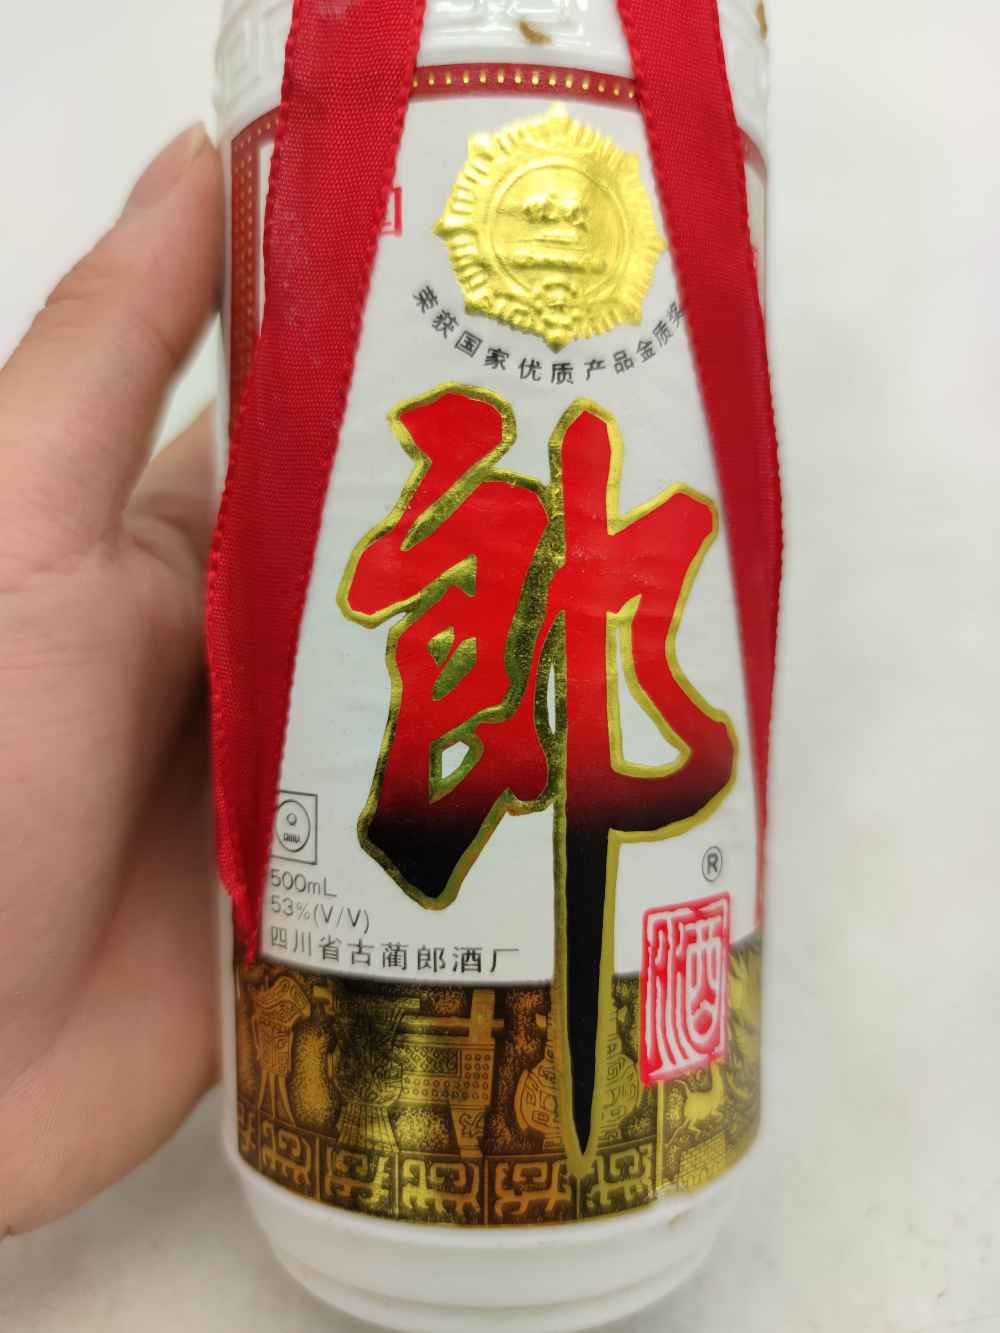 荣获国家优质产品金质奖
郎
®
500mL
53%(V/V)
四川省古蔺郎酒厂
酒